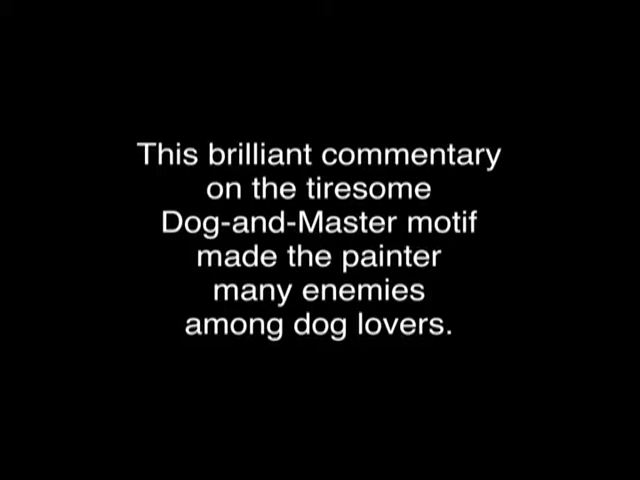 This brilliant commentary
on the tiresome
Dog-and-Master motif
made the painter
many enemies
among dog lovers.